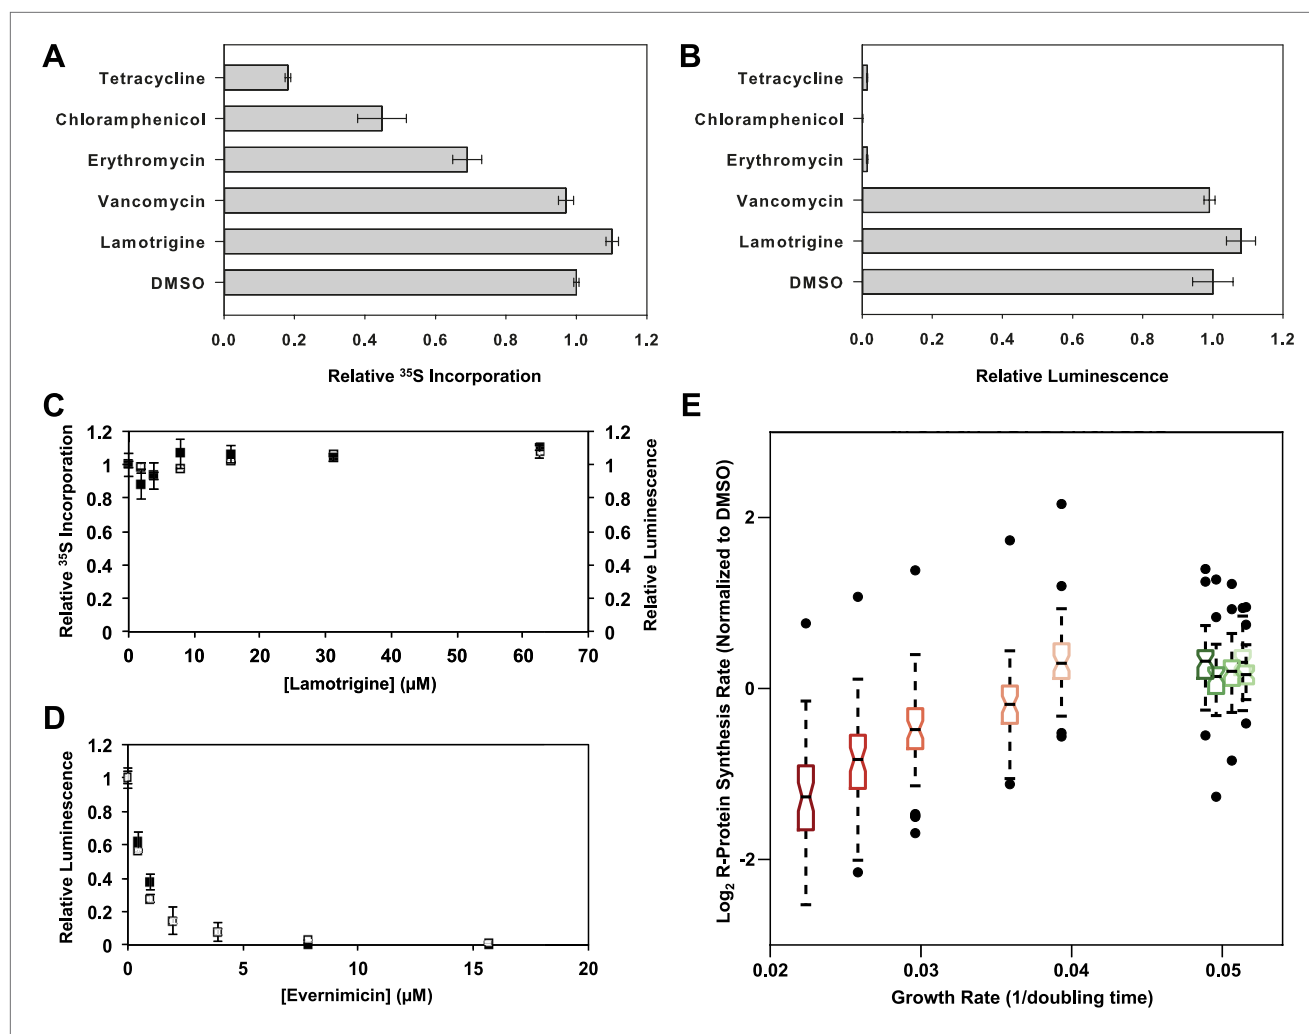 A
Tetracycline
Chloramphenicol
Erythromycin
Vancomycin
Lamotrigine
DMSO
0.0 0.2 0.4 0.6 0.8 1.0 1.2
Relative ³⁵S Incorporation
B
Tetracycline
Chloramphenicol
Erythromycin
Vancomycin
Lamotrigine
DMSO
0.0 0.2 0.4 0.6 0.8 1.0 1.2
Relative Luminescence
C
Relative ³⁵S Incorporation
1.2
1
0.8
0.6
0.4
0.2
0
Relative Luminescence
1.2
1
0.8
0.6
0.4
0.2
0
0 10 20 30 40 50 60 70
[Lamotrigine] (µM)
D
Relative Luminescence
1.2
1
0.8
0.6
0.4
0.2
0
0 5 10 15 20
[Evernimicin] (µM)
E
Log₂ R-Protein Synthesis Rate (Normalized to DMSO)
2
0
-2
0.02 0.03 0.04 0.05
Growth Rate (1/doubling time)